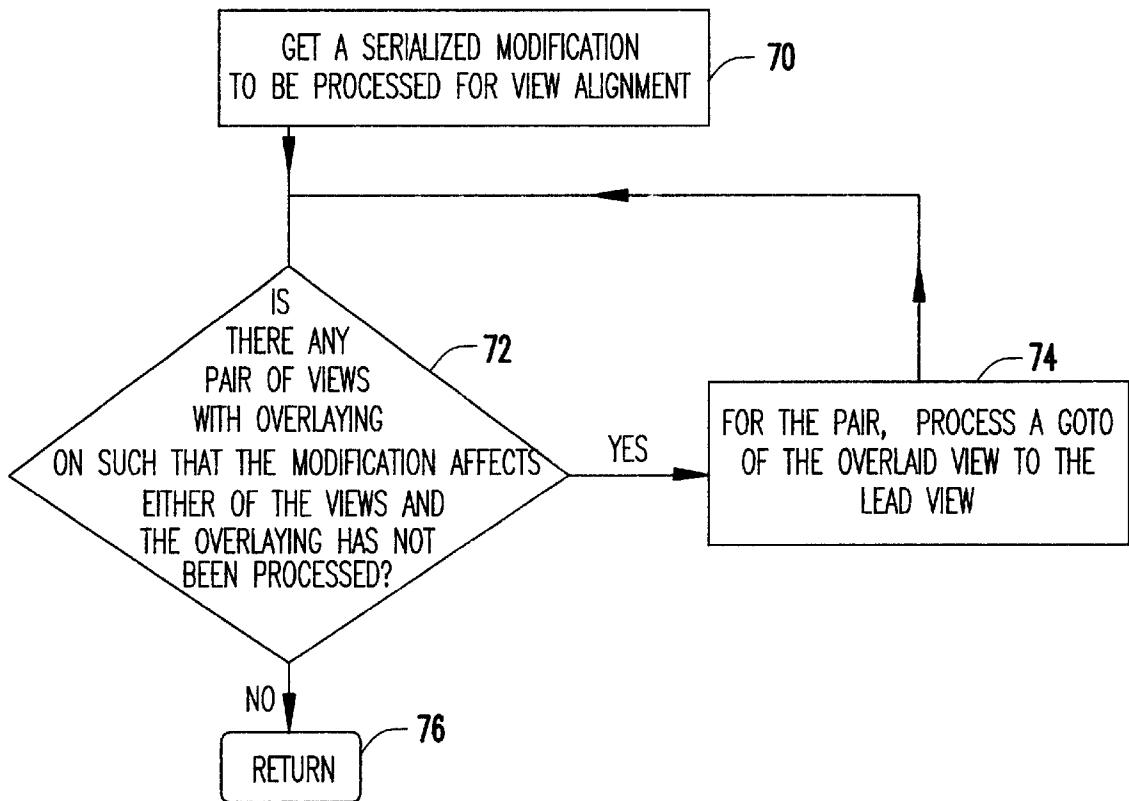 GET A SERIALIZED MODIFICATION
TO BE PROCESSED FOR VIEW ALIGNMENT
70
IS
THERE ANY
PAIR OF VIEWS
WITH OVERLAYING
ON SUCH THAT THE MODIFICATION AFFECTS
EITHER OF THE VIEWS AND
THE OVERLAYING HAS NOT
BEEN PROCESSED?
72
YES
74
FOR THE PAIR, PROCESS A GOTO
OF THE OVERLAID VIEW TO THE
LEAD VIEW
NO
76
RETURN